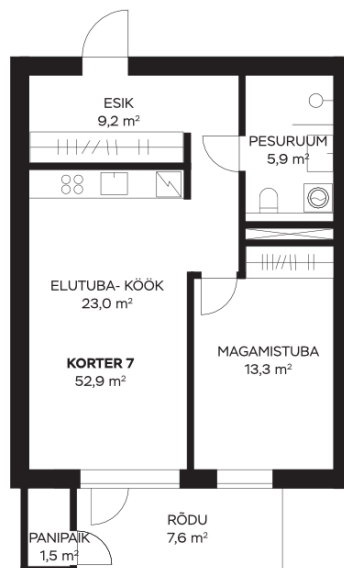 ESIK
9,2 m²
PESURUUM
5,9 m²
ELUTUBA- KÖÖK
23,0 m²
KORTER 7
52,9 m²
MAGAMISTUBA
13,3 m²
PANIPAIK
1,5 m²
RÕDU
7,6 m²